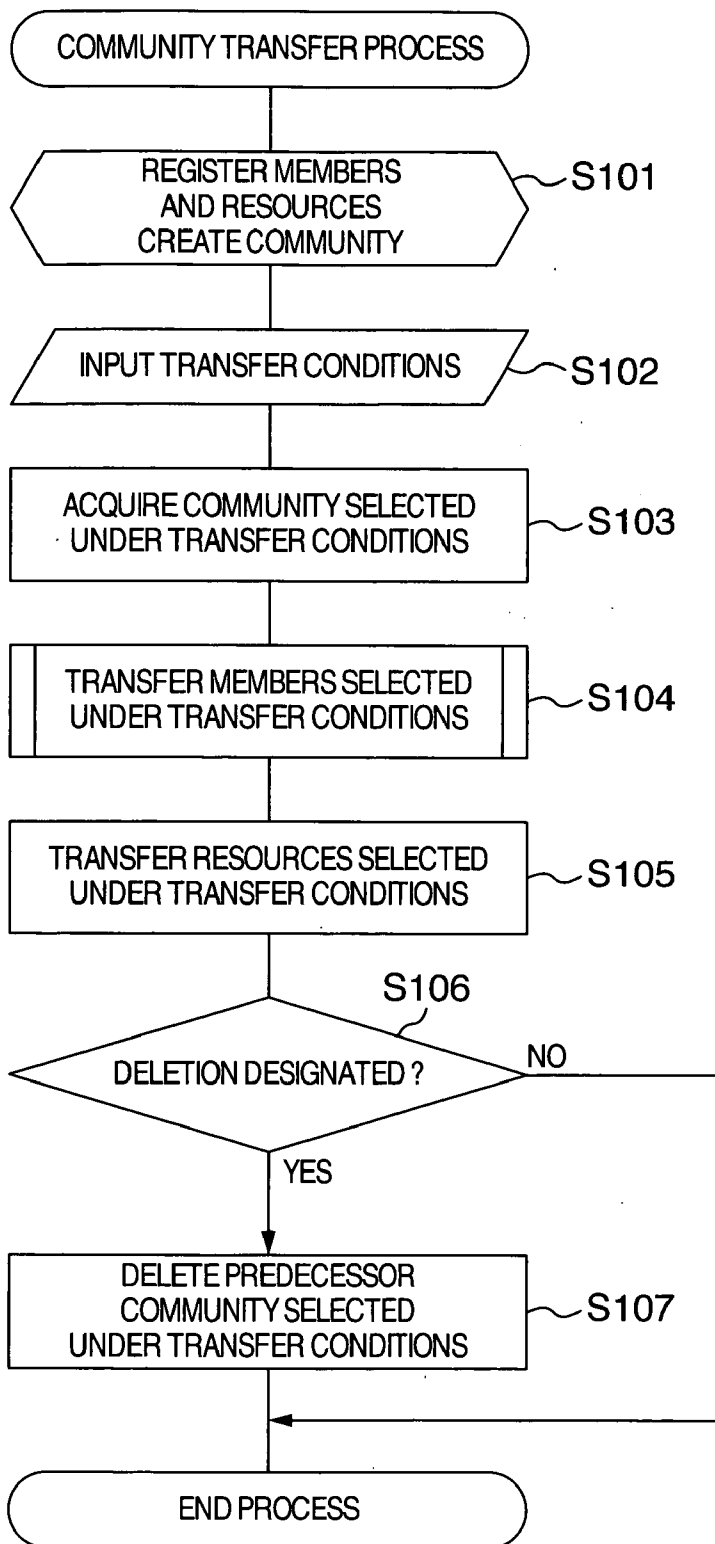 COMMUNITY TRANSFER PROCESS
REGISTER MEMBERS
AND RESOURCES
CREATE COMMUNITY
S101
INPUT TRANSFER CONDITIONS
S102
ACQUIRE COMMUNITY SELECTED
UNDER TRANSFER CONDITIONS
S103
TRANSFER MEMBERS SELECTED
UNDER TRANSFER CONDITIONS
S104
TRANSFER RESOURCES SELECTED
UNDER TRANSFER CONDITIONS
S105
S106
DELETION DESIGNATED ?
NO
YES
DELETE PREDECESSOR
COMMUNITY SELECTED
UNDER TRANSFER CONDITIONS
S107
END PROCESS